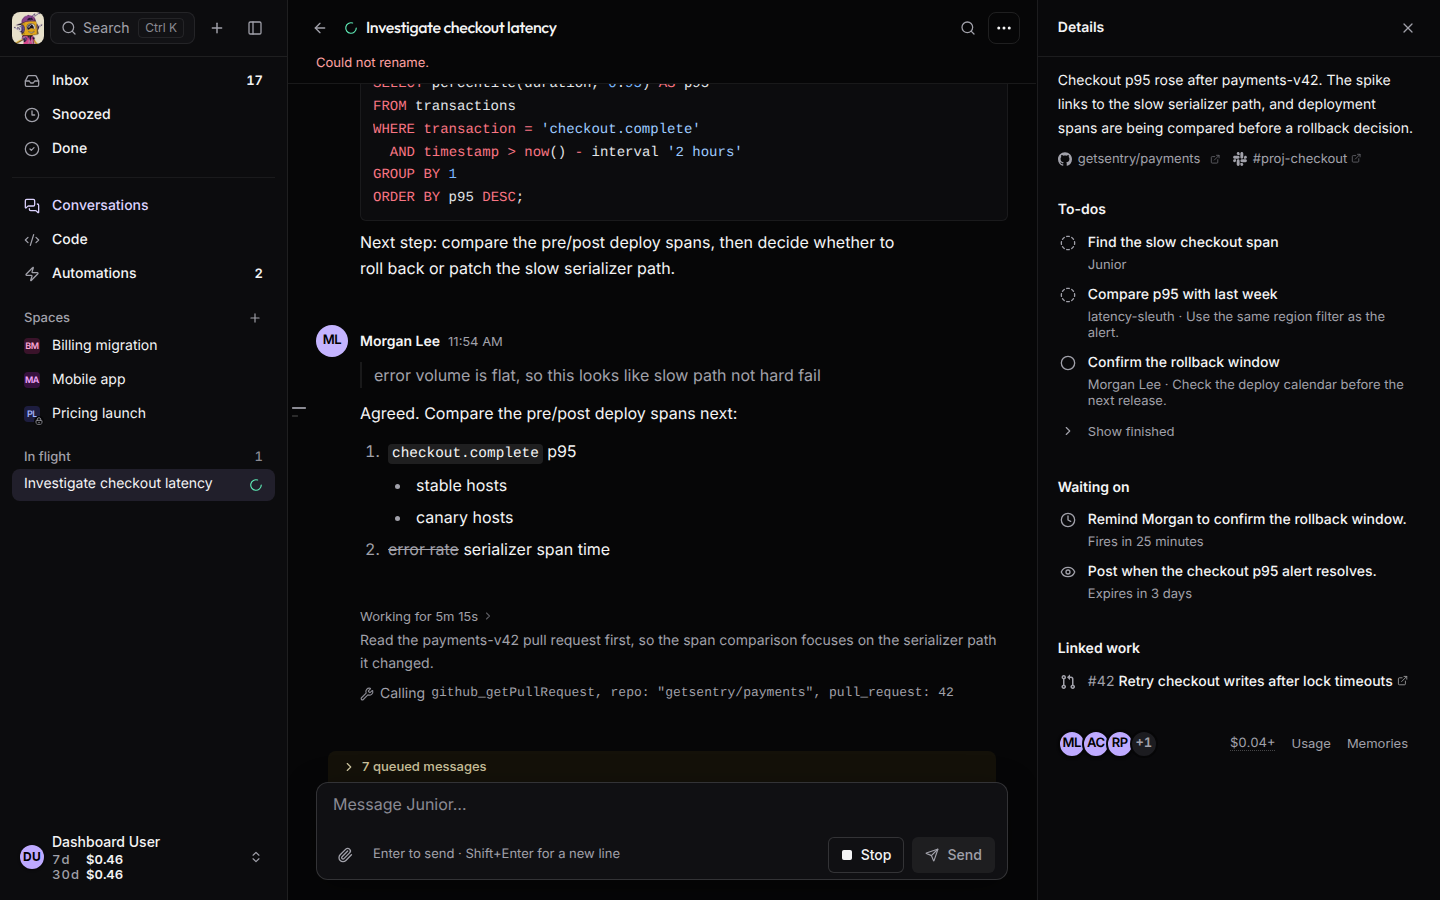 Search Ctrl K
Inbox 17
Snoozed
Done
Conversations
Code
Automations 2
Spaces
BM Billing migration
MA Mobile app
PL Pricing launch
In flight 1
Investigate checkout latency
DU Dashboard User
7d $0.46
30d $0.46
Investigate checkout latency
Could not rename.
SELECT percentile(duration, 0.95) AS p95
FROM transactions
WHERE transaction = 'checkout.complete'
AND timestamp > now() - interval '2 hours'
GROUP BY 1
ORDER BY p95 DESC;
Next step: compare the pre/post deploy spans, then decide whether to
roll back or patch the slow serializer path.
ML Morgan Lee 11:54 AM
error volume is flat, so this looks like slow path not hard fail
Agreed. Compare the pre/post deploy spans next:
1. checkout.complete p95
• stable hosts
• canary hosts
2. error rate serializer span time
Working for 5m 15s
Read the payments-v42 pull request first, so the span comparison focuses on the serializer path
it changed.
Calling github_getPullRequest, repo: "getsentry/payments", pull_request: 42
7 queued messages
Message Junior...
Enter to send · Shift+Enter for a new line
Stop
Send
Details
Checkout p95 rose after payments-v42. The spike
links to the slow serializer path, and deployment
spans are being compared before a rollback decision.
getsentry/payments #proj-checkout
To-dos
Find the slow checkout span
Junior
Compare p95 with last week
latency-sleuth · Use the same region filter as the
alert.
Confirm the rollback window
Morgan Lee · Check the deploy calendar before the
next release.
Show finished
Waiting on
Remind Morgan to confirm the rollback window.
Fires in 25 minutes
Post when the checkout p95 alert resolves.
Expires in 3 days
Linked work
#42 Retry checkout writes after lock timeouts
ML AC RP +1 $0.04+ Usage Memories